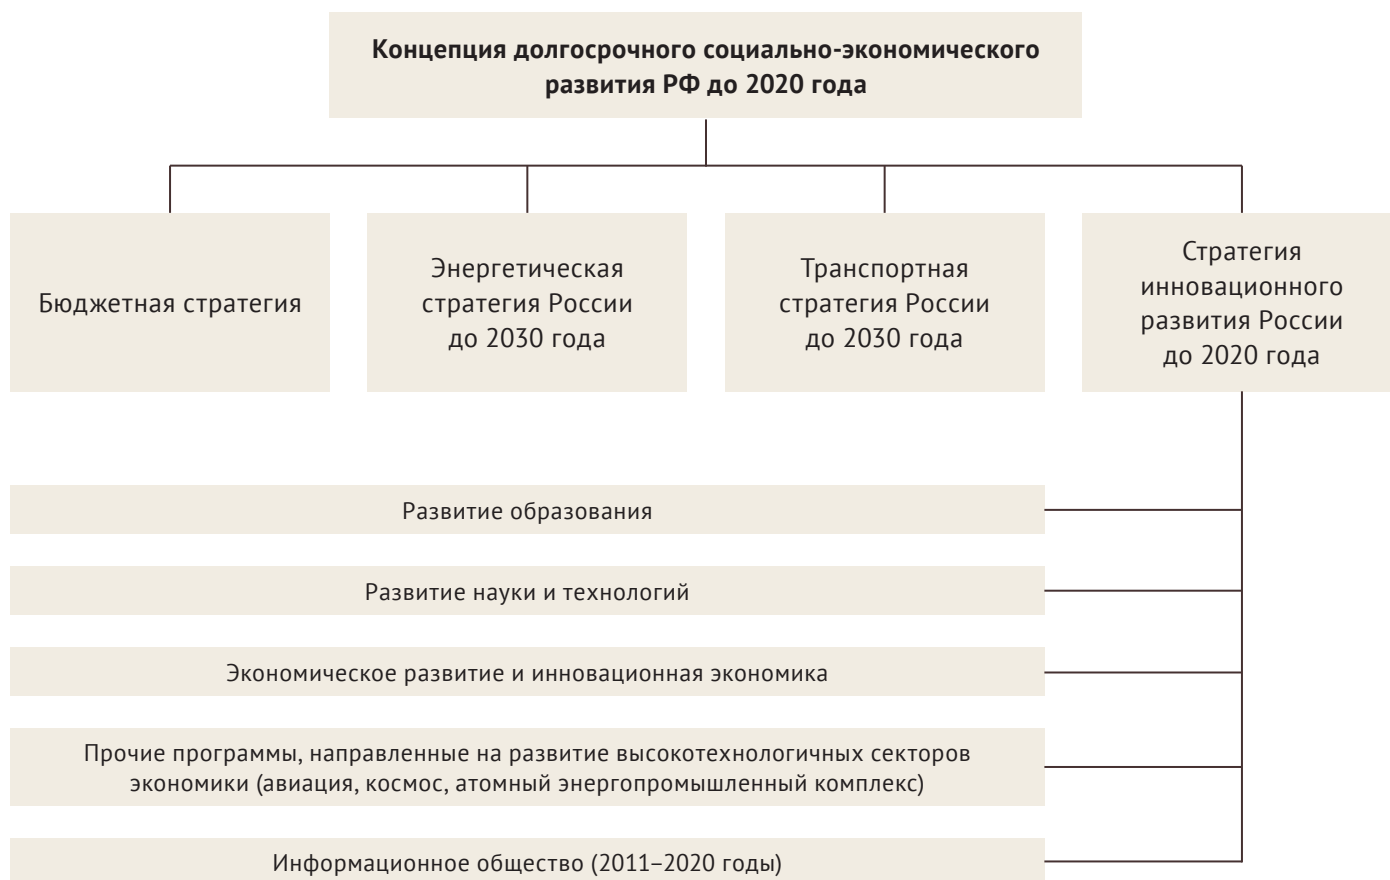 Концепция долгосрочного социально-экономического
развития РФ до 2020 года
Бюджетная стратегия
Энергетическая
стратегия России
до 2030 года
Транспортная
стратегия России
до 2030 года
Стратегия
инновационного
развития России
до 2020 года
Развитие образования
Развитие науки и технологий
Экономическое развитие и инновационная экономика
Прочие программы, направленные на развитие высокотехнологичных секторов
экономики (авиация, космос, атомный энергопромышленный комплекс)
Информационное общество (2011–2020 годы)